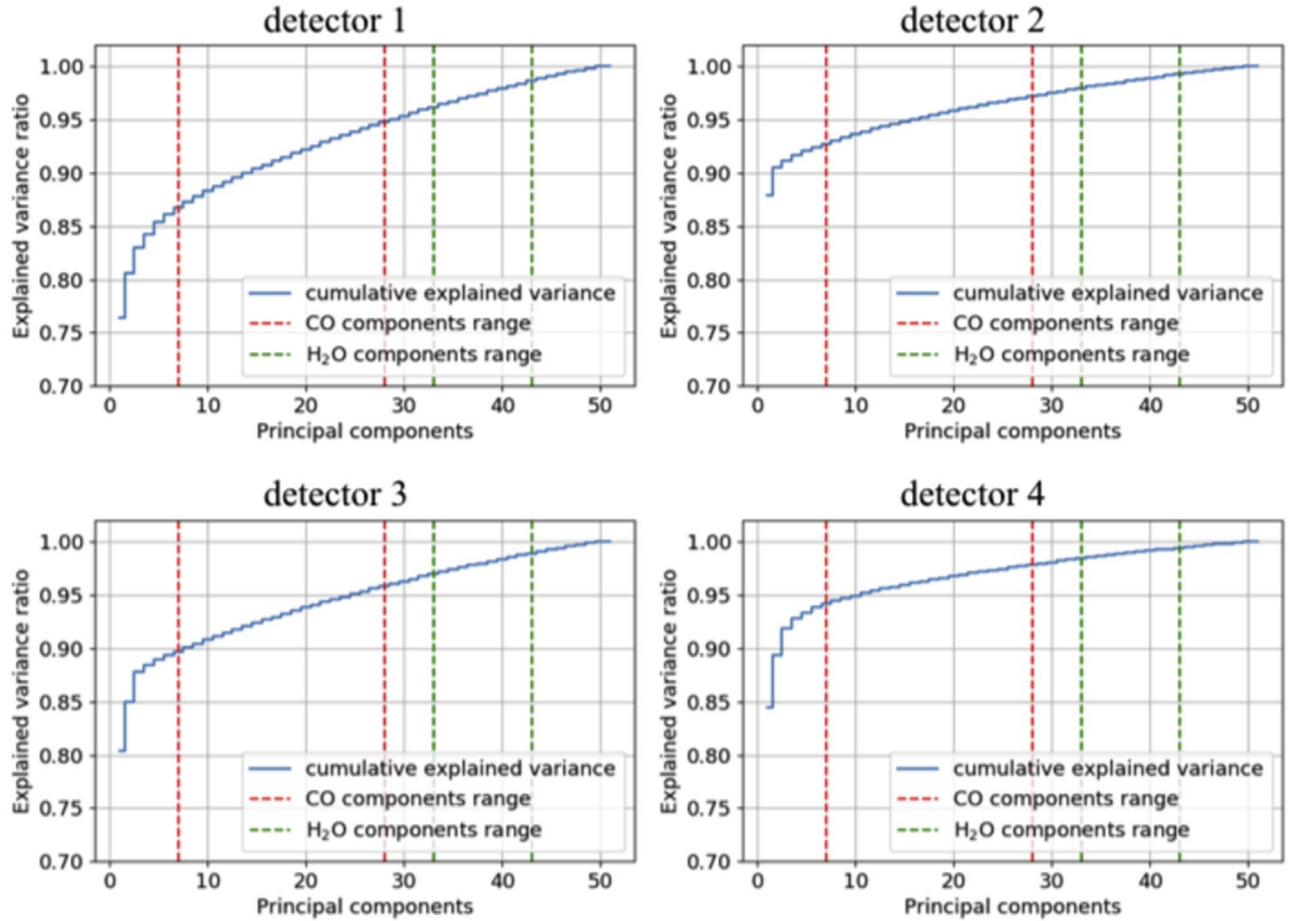 detector 1
1.00
0.95
0.90
0.85
0.80
0.75
0.70
Explained variance ratio
cumulative explained variance
CO components range
H₂O components range
0 10 20 30 40 50
Principal components
detector 2
1.00
0.95
0.90
0.85
0.80
0.75
0.70
Explained variance ratio
cumulative explained variance
CO components range
H₂O components range
0 10 20 30 40 50
Principal components
detector 3
1.00
0.95
0.90
0.85
0.80
0.75
0.70
Explained variance ratio
cumulative explained variance
CO components range
H₂O components range
0 10 20 30 40 50
Principal components
detector 4
1.00
0.95
0.90
0.85
0.80
0.75
0.70
Explained variance ratio
cumulative explained variance
CO components range
H₂O components range
0 10 20 30 40 50
Principal components